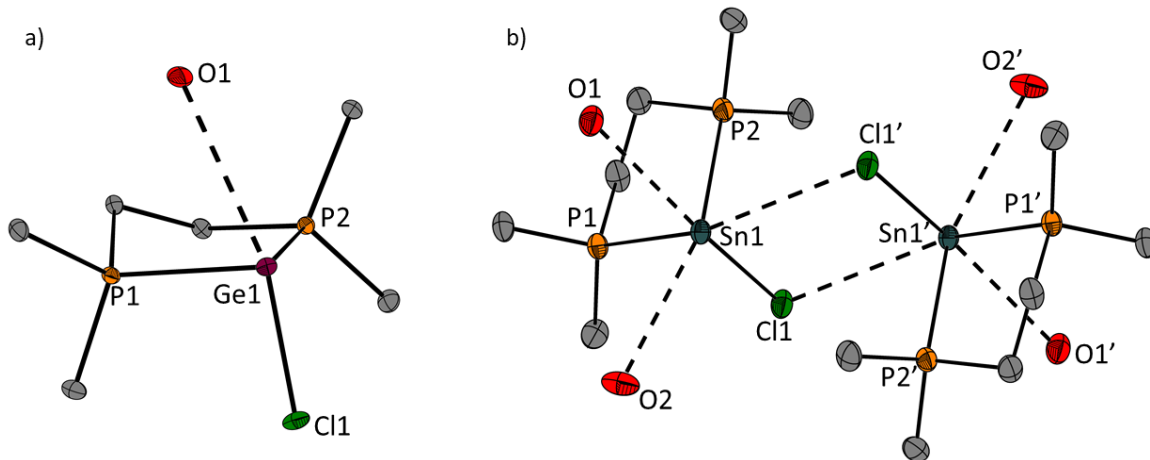 a)
O1
P2
P1
Ge1
Cl1
b)
O2'
O1
P2
Cl1'
P1'
P1
Sn1
Sn1'
Cl1
O1'
P2'
O2